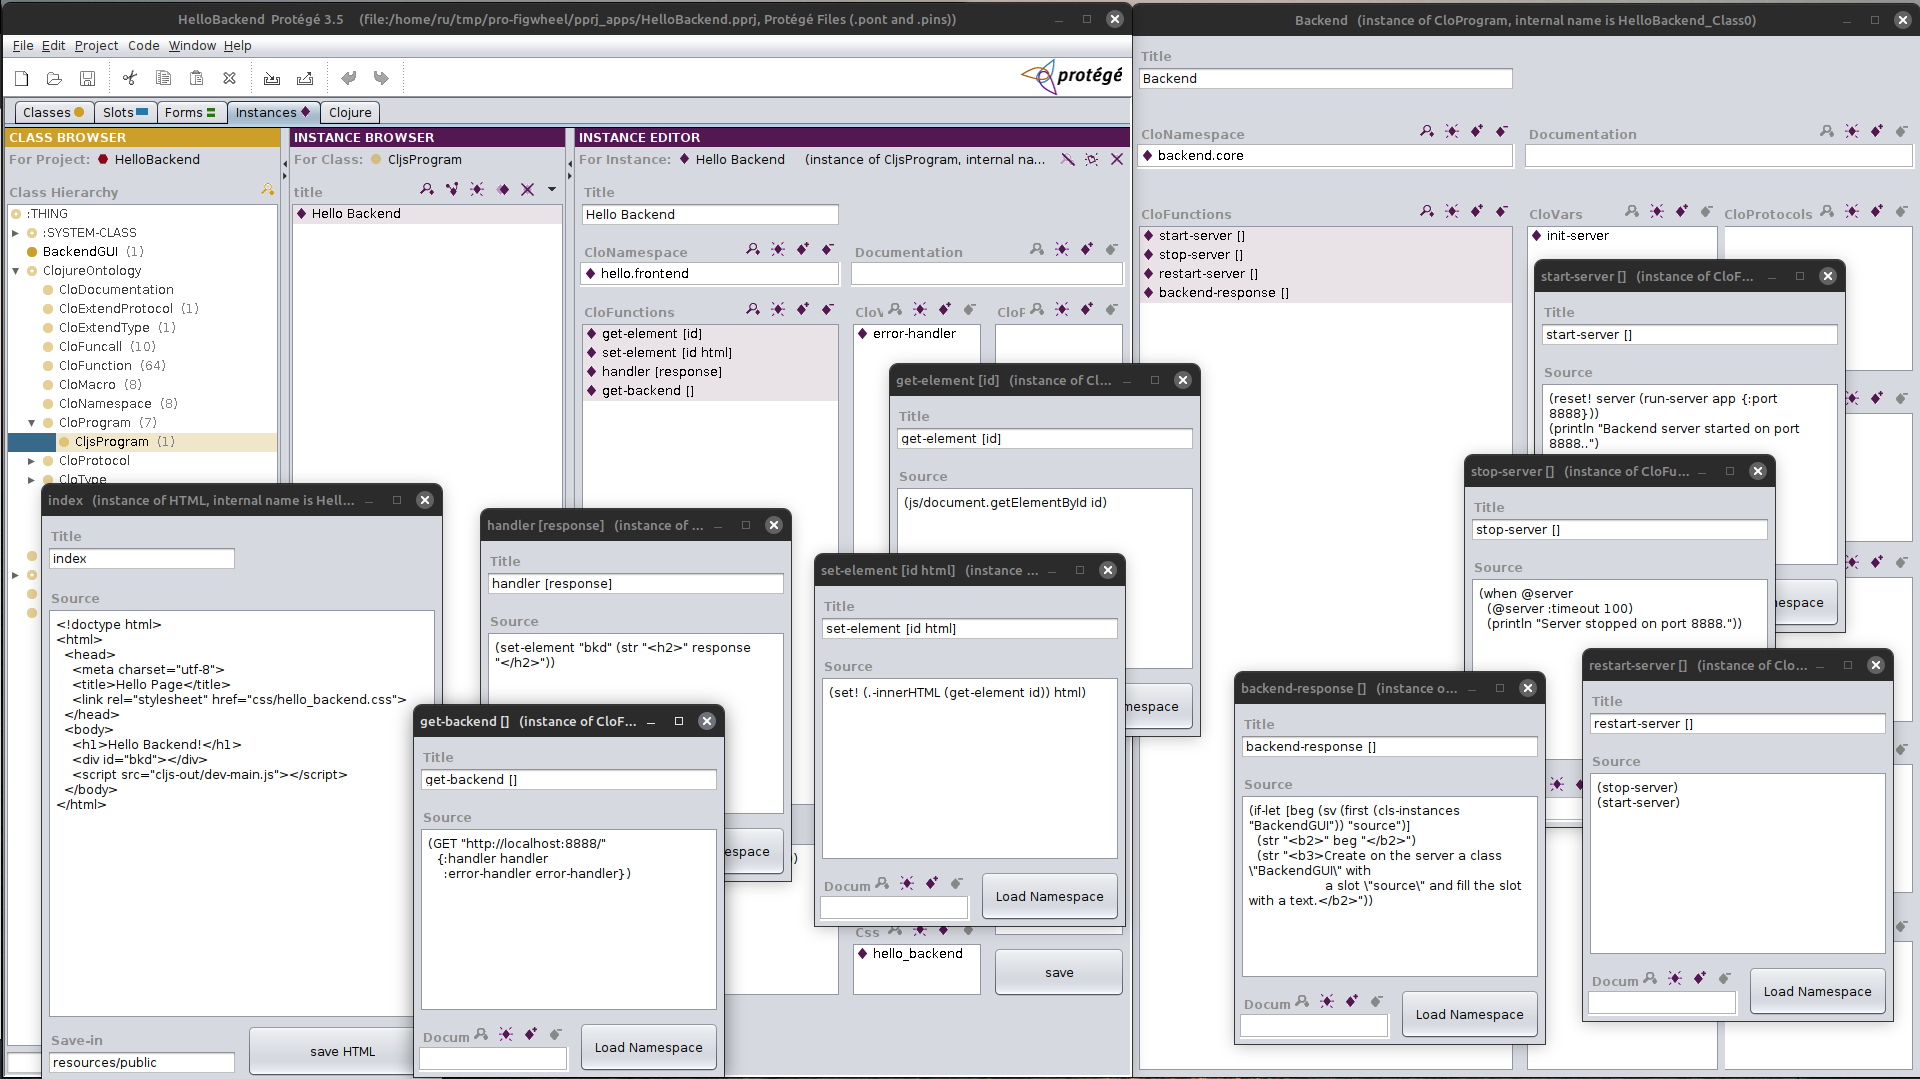 HelloBackend  Protégé 3.5    (file:/home/ru/tmp/pro-figwheel/pprj_apps/HelloBackend.pprj, Protégé Files (.pont and .pins))
File Edit Project Code Window Help
protégé
Classes
Slots
Forms
Instances
Clojure
CLASS BROWSER
For Project: HelloBackend
Class Hierarchy
:THING
:SYSTEM-CLASS
BackendGUI (1)
ClojureOntology
CloDocumentation
CloExtendProtocol (1)
CloExtendType (1)
CloFuncall (10)
CloFunction (64)
CloMacro (8)
CloNamespace (8)
CloProgram (7)
CljsProgram (1)
CloProtocol
CloType
INSTANCE BROWSER
For Class: CljsProgram
title
Hello Backend
INSTANCE EDITOR
For Instance: Hello Backend (instance of CljsProgram, internal na...
Title
Hello Backend
CloNamespace
hello.frontend
Documentation
CloFunctions
get-element [id]
set-element [id html]
handler [response]
get-backend []
CloV
error-handler
CloP
Css
hello_backend
save
Backend (instance of CloProgram, internal name is HelloBackend_Class0)
Title
Backend
CloNamespace
backend.core
Documentation
CloFunctions
start-server []
stop-server []
restart-server []
backend-response []
CloVars
init-server
CloProtocols
start-server [] (instance of CloF...
Title
start-server []
Source
(reset! server (run-server app {:port
8888}))
(println "Backend server started on port
8888..")
espace
stop-server [] (instance of CloFu...
Title
stop-server []
Source
(when @server
  (@server :timeout 100)
  (println "Server stopped on port 8888."))
restart-server [] (instance of Clo...
Title
restart-server []
Source
(stop-server)
(start-server)
Docum
Load Namespace
backend-response [] (instance o...
Title
backend-response []
Source
(if-let [beg (sv (first (cls-instances
"BackendGUI")) "source")]
  (str "<b2>" beg "</b2>")
  (str "<b3>Create on the server a class
\"BackendGUI\" with
a slot \"source\" and fill the slot
with a text.</b2>"))
Docum
Load Namespace
get-element [id] (instance of Cl...
Title
get-element [id]
Source
(js/document.getElementById id)
mespace
set-element [id html] (instance ...
Title
set-element [id html]
Source
(set! (.-innerHTML (get-element id)) html)
Docum
Load Namespace
handler [response] (instance of ...
Title
handler [response]
Source
(set-element "bkd" (str "<h2>" response
"</h2>"))
espace
)
get-backend [] (instance of CloF...
Title
get-backend []
Source
(GET "http://localhost:8888/"
  {:handler handler
   :error-handler error-handler})
Docum
Load Namespace
index (instance of HTML, internal name is Hell...
Title
index
Source
<!doctype html>
<html>
  <head>
    <meta charset="utf-8">
    <title>Hello Page</title>
    <link rel="stylesheet" href="css/hello_backend.css">
  </head>
  <body>
    <h1>Hello Backend!</h1>
    <div id="bkd"></div>
    <script src="cljs-out/dev-main.js"></script>
  </body>
</html>
Save-in
resources/public
save HTML